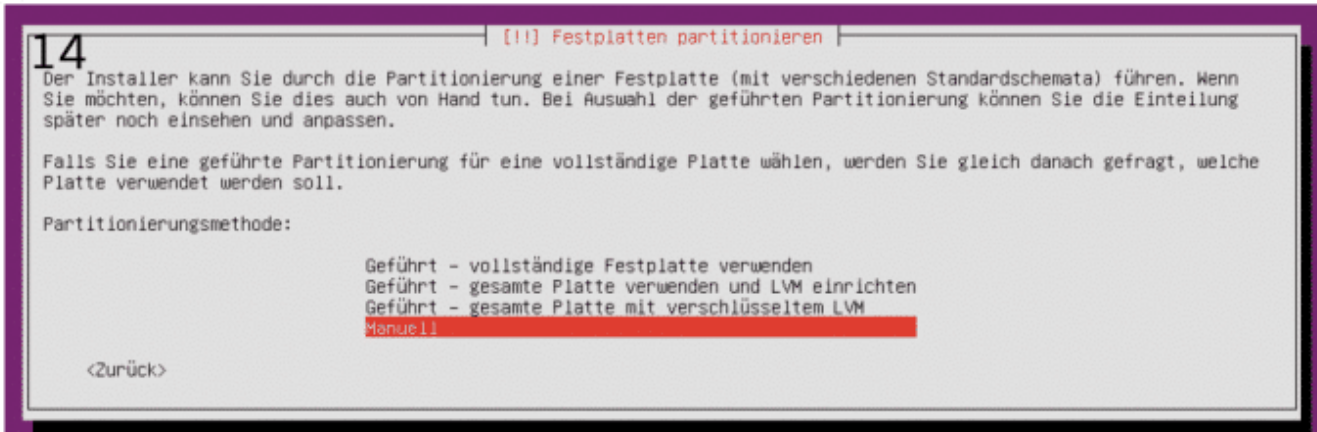 [!!] Festplatten partitionieren
14
Der Installer kann Sie durch die Partitionierung einer Festplatte (mit verschiedenen Standardschemata) führen. Wenn
Sie möchten, können Sie dies auch von Hand tun. Bei Auswahl der geführten Partitionierung können Sie die Einteilung
später noch einsehen und anpassen.
Falls Sie eine geführte Partitionierung für eine vollständige Platte wählen, werden Sie gleich danach gefragt, welche
Platte verwendet werden soll.
Partitionierungsmethode:
Geführt - vollständige Festplatte verwenden
Geführt - gesamte Platte verwenden und LVM einrichten
Geführt - gesamte Platte mit verschlüsseltem LVM
Manuell
<Zurück>